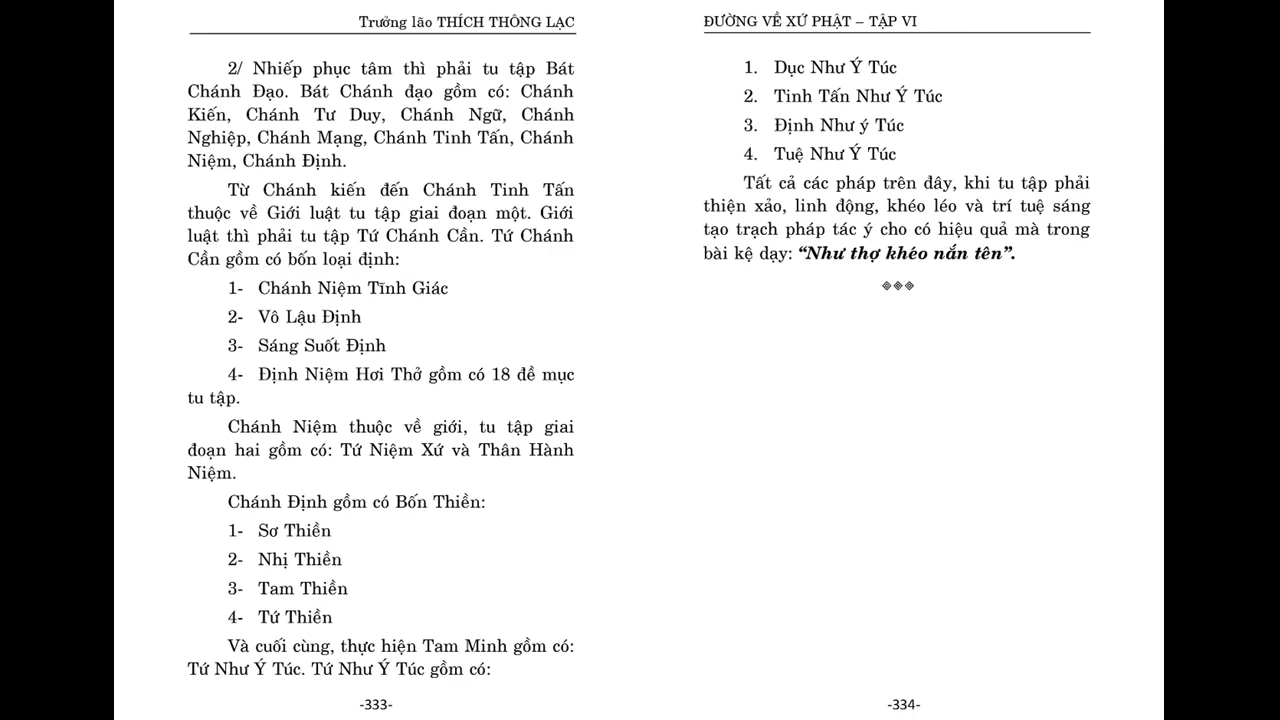 Trưởng lão THÍCH THÔNG LẠC
2/ Nhiếp phục tâm thì phải tu tập Bát
Chánh Đạo. Bát Chánh đạo gồm có: Chánh
Kiến, Chánh Tư Duy, Chánh Ngữ, Chánh
Nghiệp, Chánh Mạng, Chánh Tinh Tấn, Chánh
Niệm, Chánh Định.
Từ Chánh kiến đến Chánh Tinh Tấn
thuộc về Giới luật tu tập giai đoạn một. Giới
luật thì phải tu tập Tứ Chánh Cần. Tứ Chánh
Cần gồm có bốn loại định:
1- Chánh Niệm Tĩnh Giác
2- Vô Lậu Định
3- Sáng Suốt Định
4- Định Niệm Hơi Thở gồm có 18 đề mục
tu tập.
Chánh Niệm thuộc về giới, tu tập giai
đoạn hai gồm có: Tứ Niệm Xứ và Thân Hành
Niệm.
Chánh Định gồm có Bốn Thiền:
1- Sơ Thiền
2- Nhị Thiền
3- Tam Thiền
4- Tứ Thiền
Và cuối cùng, thực hiện Tam Minh gồm có:
Tứ Như Ý Túc. Tứ Như Ý Túc gồm có:
-333-
ĐƯỜNG VỀ XỨ PHẬT – TẬP VI
1. Dục Như Ý Túc
2. Tinh Tấn Như Ý Túc
3. Định Như ý Túc
4. Tuệ Như Ý Túc
Tất cả các pháp trên đây, khi tu tập phải
thiện xảo, linh động, khéo léo và trí tuệ sáng
tạo trạch pháp tác ý cho có hiệu quả mà trong
bài kệ dạy: “Như thợ khéo nắn tên”.
-334-